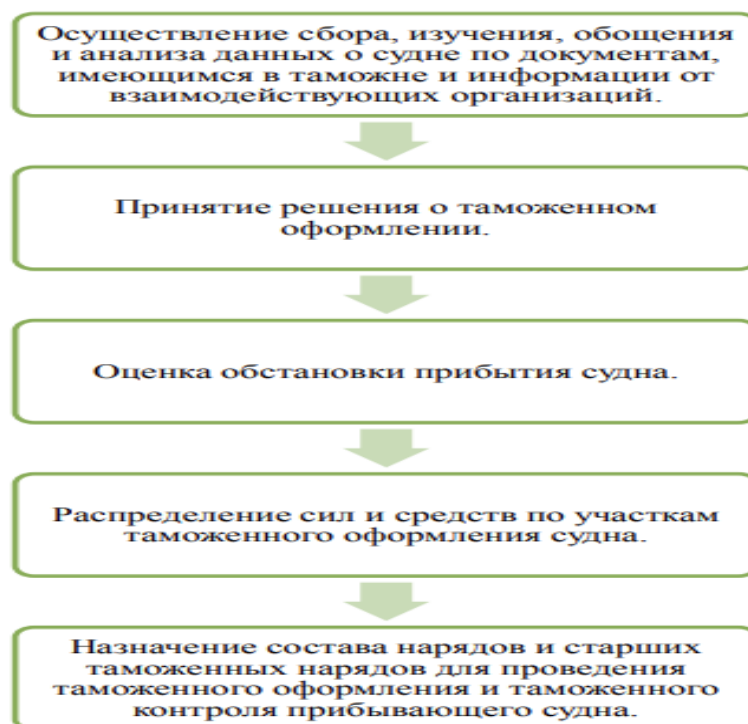 Осуществление сбора, изучения, обощения
и анализа данных о судне по документам,
имеющимся в таможне и информации от
взаимодействующих организаций.
Принятие решения о таможенном
оформлении.
Оценка обстановки прибытия судна.
Распределение сил и средств по участкам
таможенного оформления судна.
Назначение состава нарядов и старших
таможенных нарядов для проведения
таможенного оформления и таможенного
контроля прибывающего судна.